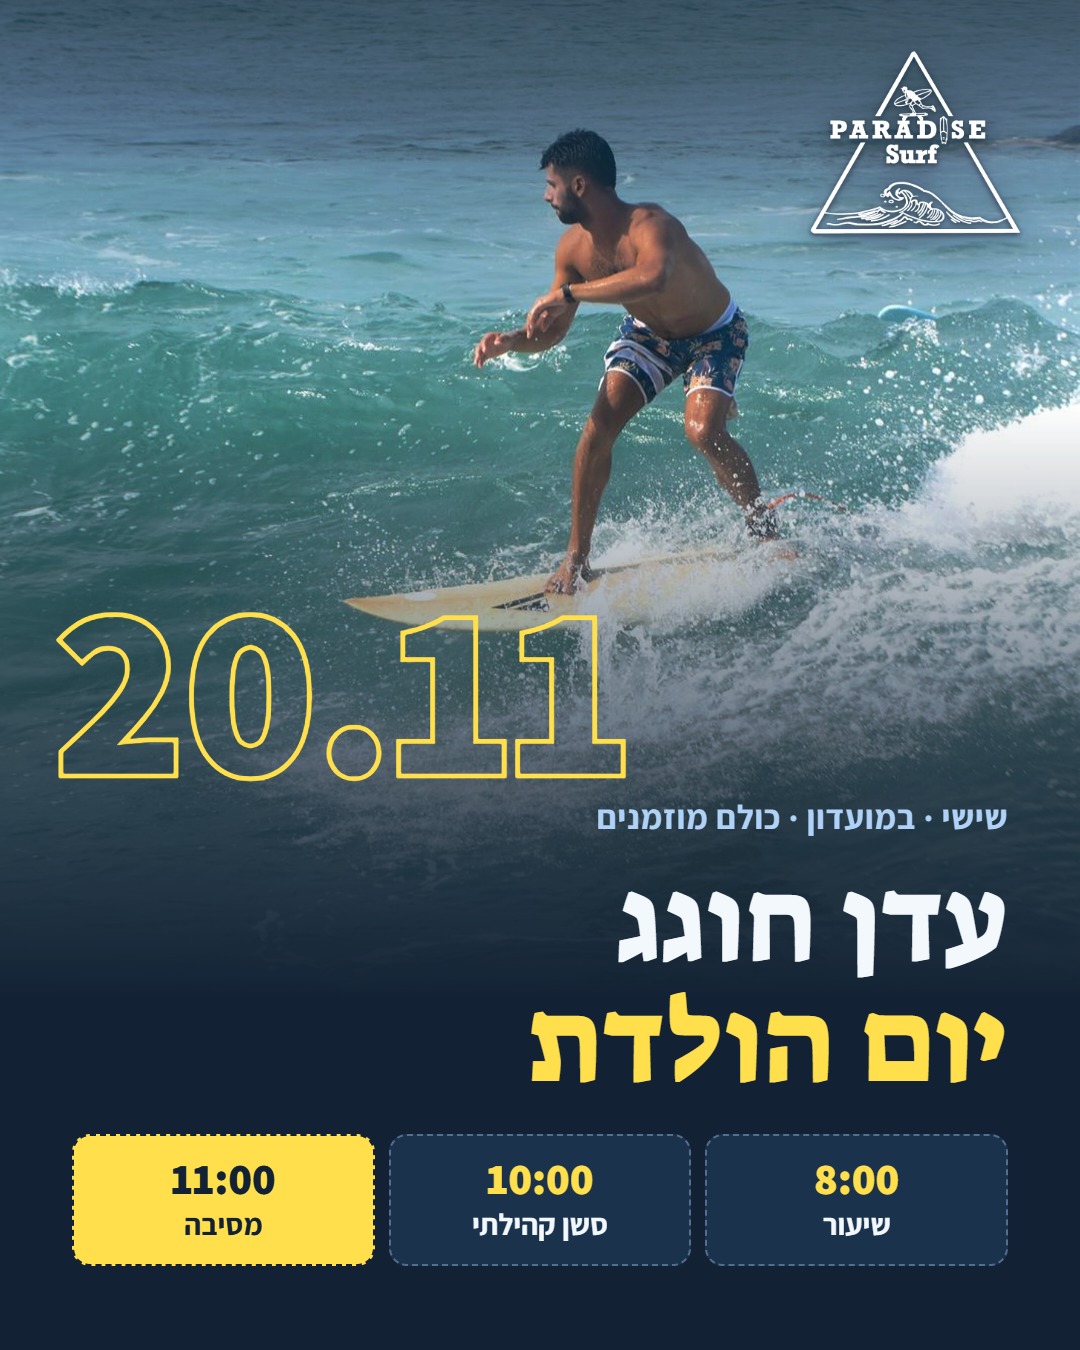 PARADISE
Surf
20.11
שישי · במועדון · כולם מוזמנים
עדן חוגג
יום הולדת
8:00
שיעור
10:00
סשן קהילתי
11:00
מסיבה